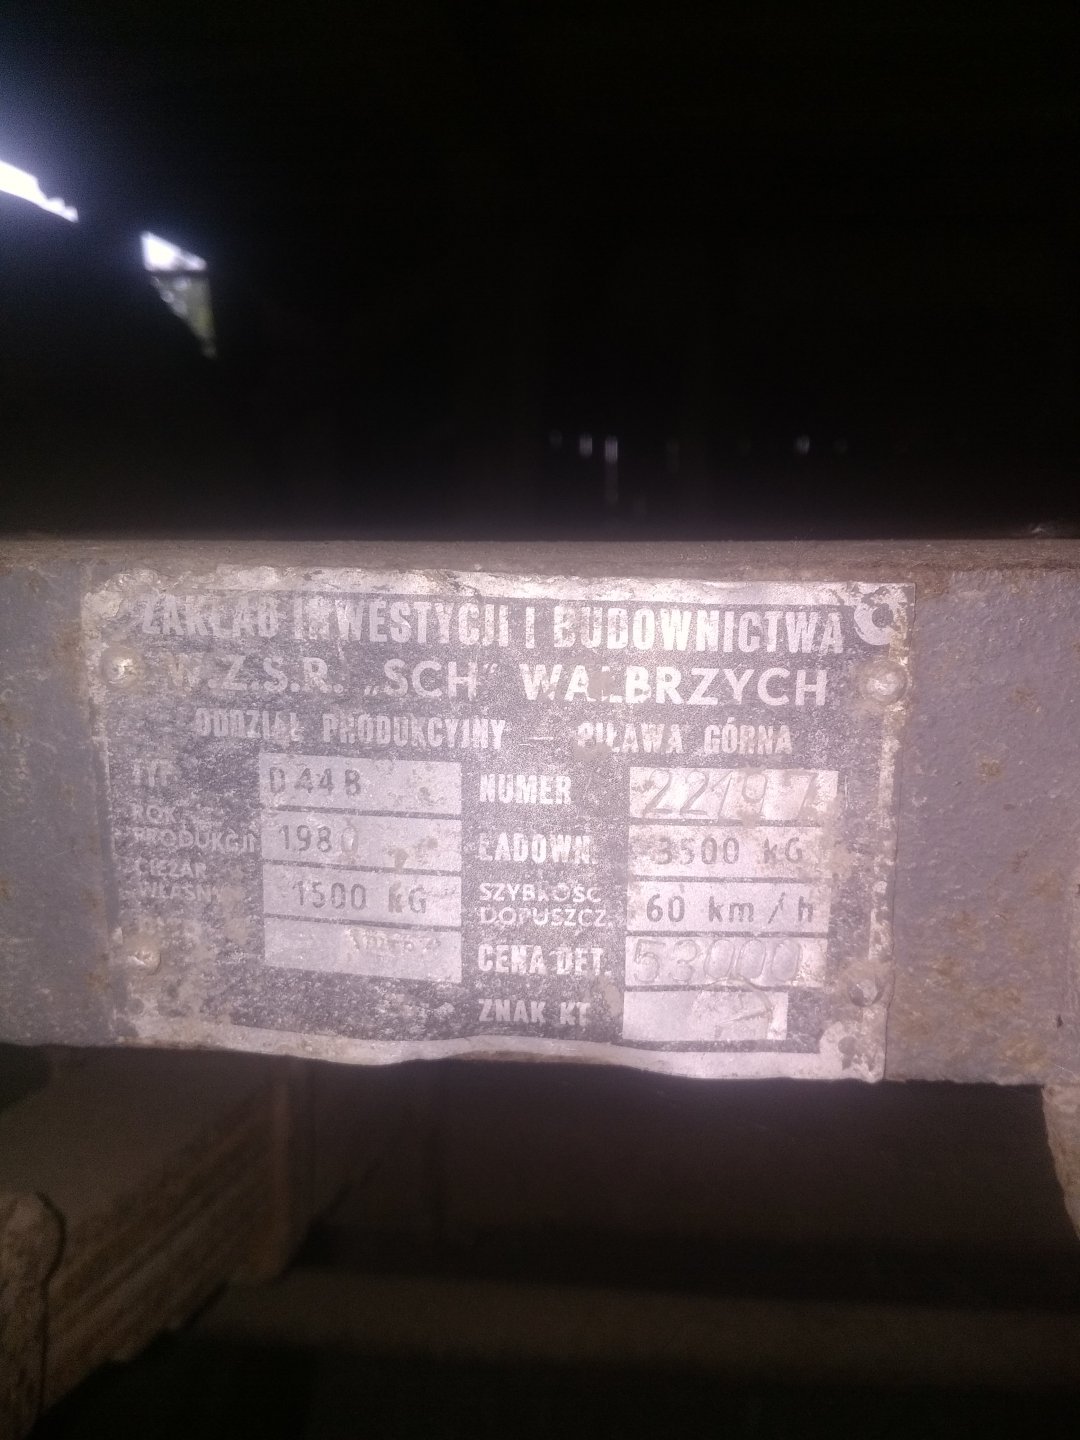 ZAKŁAD INWESTYCJI I BUDOWNICTWA
W.Z.S.R. „SCH" WAŁBRZYCH
ODDZIAŁ PRODUKCYJNY — PIŁAWA GÓRNA
TYP D44B NUMER 22197
ROK PRODUKCJI 1980 ŁADOWN. 3500 kG
CIĘŻAR WŁASNY 1500 kG SZYBKOŚĆ DOPUSZCZ. 60 km/h
CENA DET. 53000
ZNAK KT